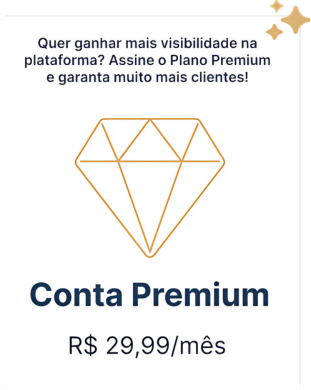 Quer ganhar mais visibilidade na
plataforma? Assine o Plano Premium
e garanta muito mais clientes!
Conta Premium
R$ 29,99/mês